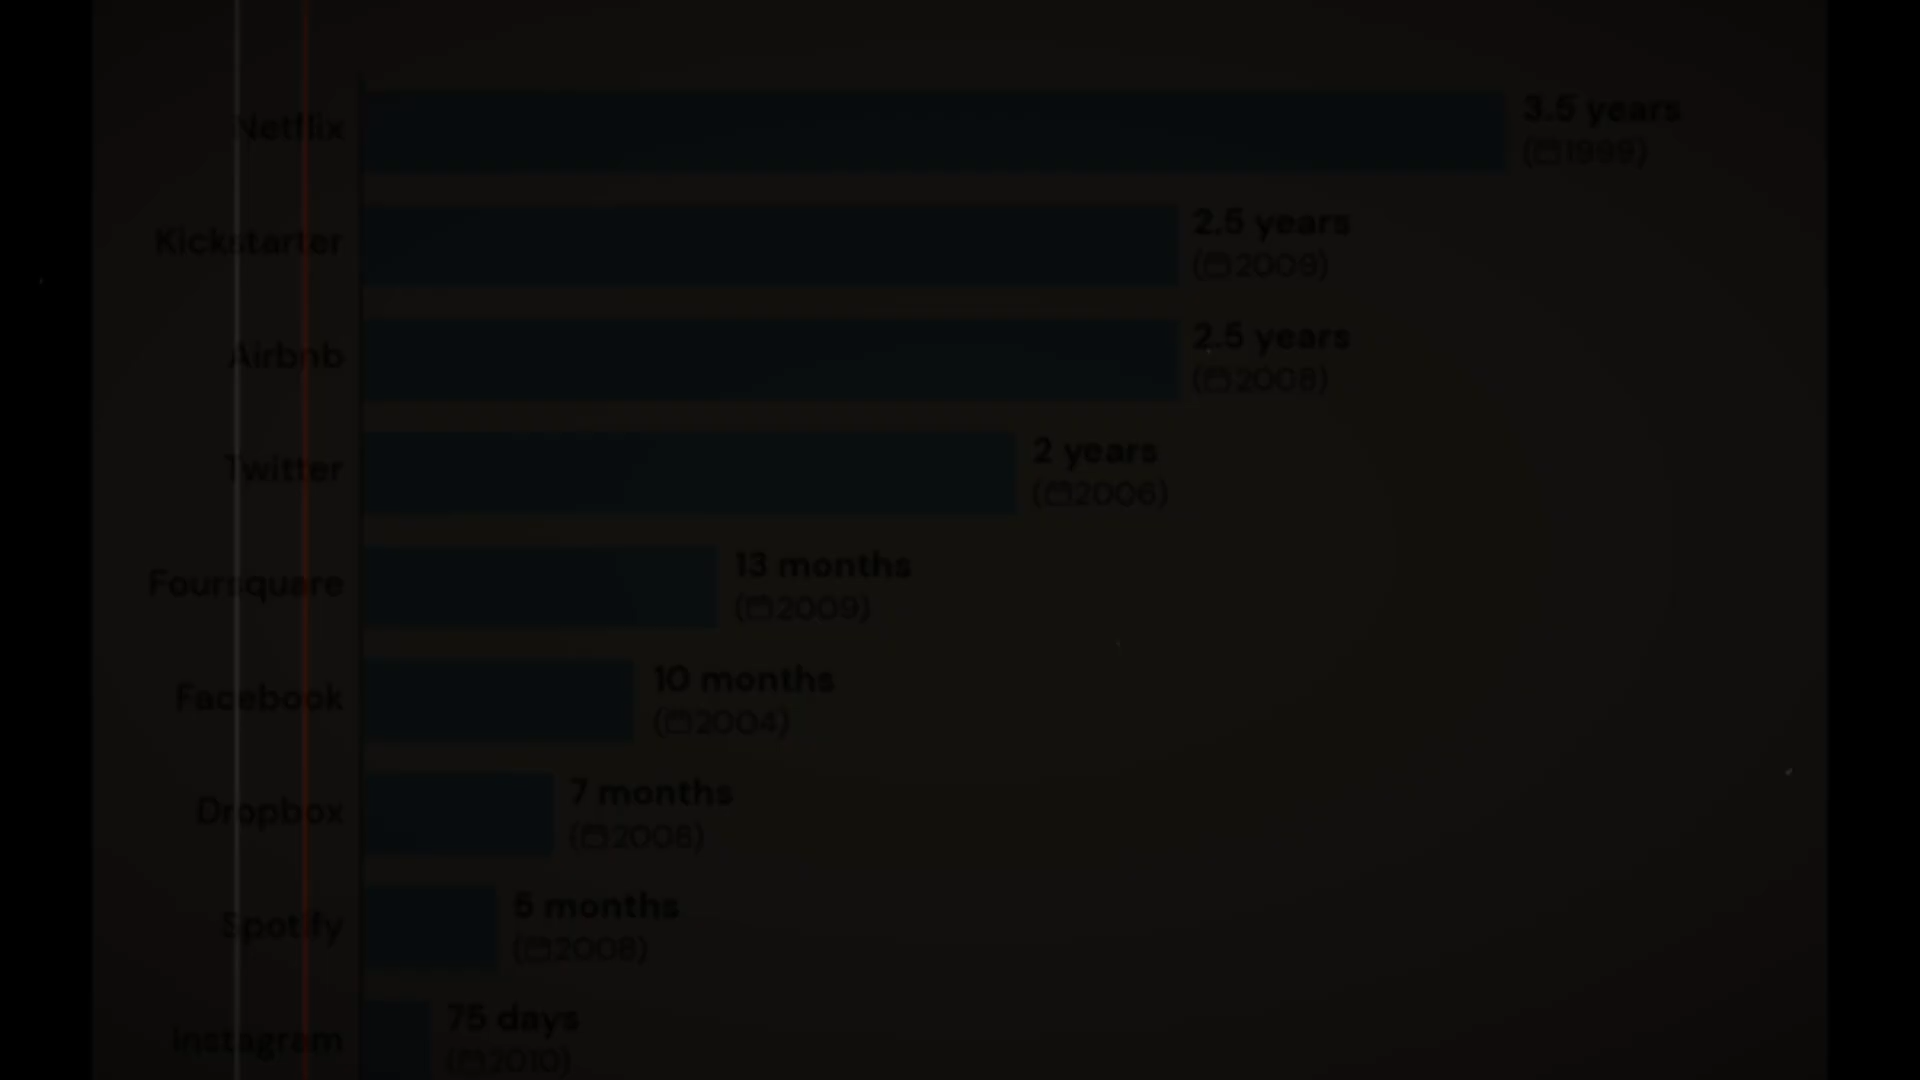 Netflix
3.5 years
(1999)
Kickstarter
2.5 years
(2009)
Airbnb
2.5 years
(2008)
Twitter
2 years
(2006)
Foursquare
13 months
(2009)
Facebook
10 months
(2004)
Dropbox
7 months
(2008)
Spotify
5 months
(2008)
Instagram
75 days
(2010)